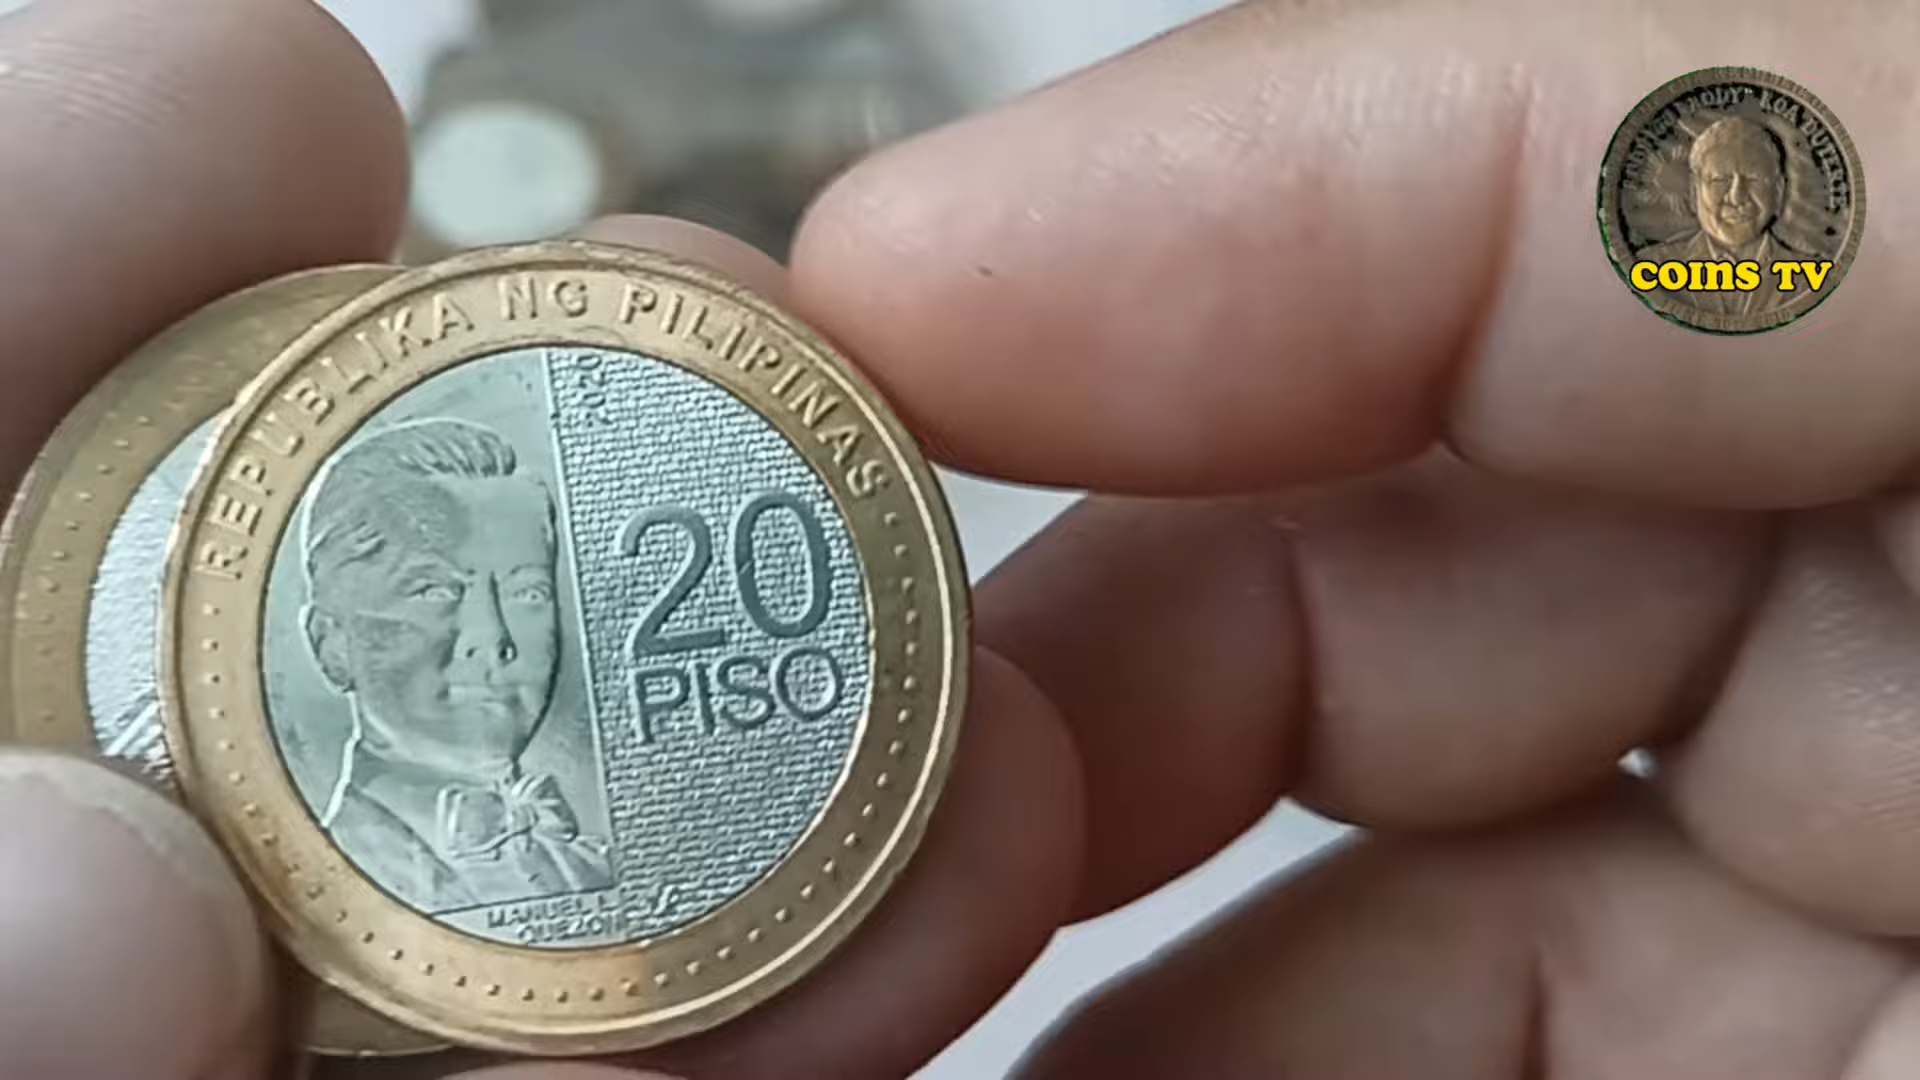 REPUBLIKA NG PILIPINAS
2020
20
PISO
MANUEL L.
QUEZON
COINS TV